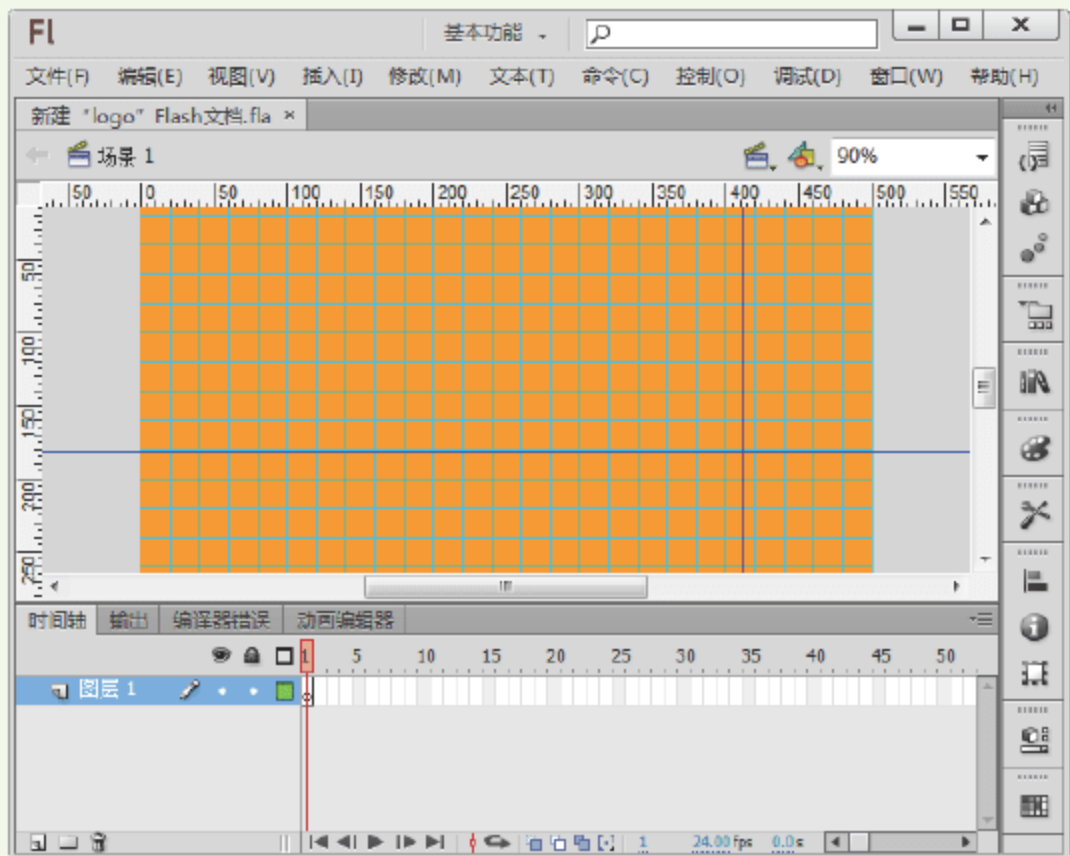 Fl 基本功能
文件(F) 编辑(E) 视图(V) 插入(I) 修改(M) 文本(T) 命令(C) 控制(O) 调试(D) 窗口(W) 帮助(H)
新建 "logo" Flash文档.fla ×
场景 1 90%
50 0 50 100 150 200 250 300 350 400 450 500 550
50
100
150
200
250
时间轴 输出 编译器错误 动画编辑器
1 5 10 15 20 25 30 35 40 45 50
图层 1
1 24.00 fps 0.0 s